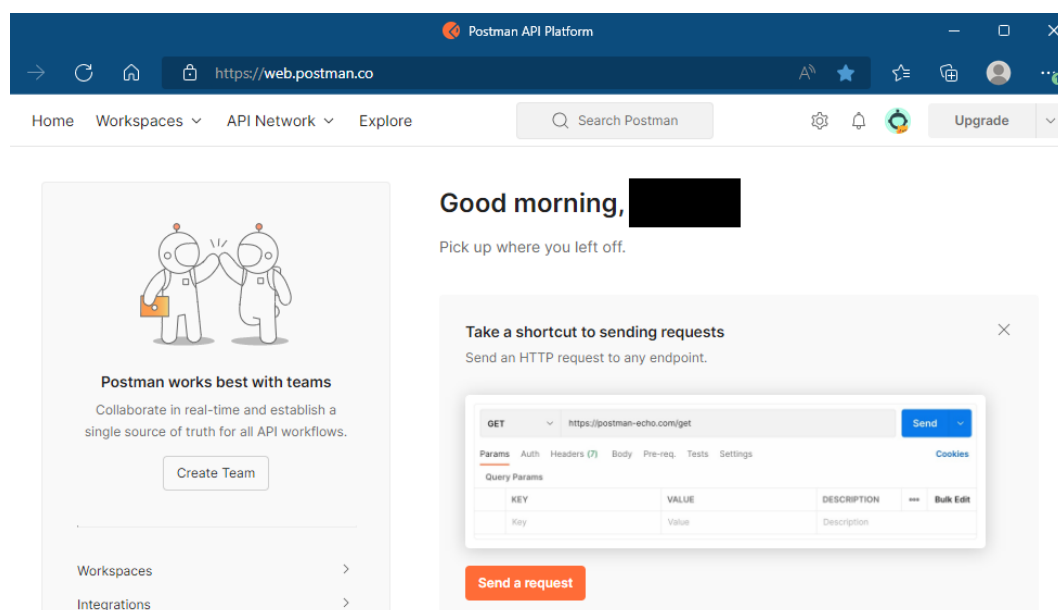 Postman API Platform
https://web.postman.co
Home Workspaces API Network Explore Search Postman Upgrade
Good morning,
Pick up where you left off.
Postman works best with teams
Collaborate in real-time and establish a
single source of truth for all API workflows.
Create Team
Workspaces
Integrations
Take a shortcut to sending requests
Send an HTTP request to any endpoint.
GET https://postman-echo.com/get Send
Params Auth Headers (7) Body Pre-req. Tests Settings Cookies
Query Params
KEY VALUE DESCRIPTION ••• Bulk Edit
Key Value Description
Send a request